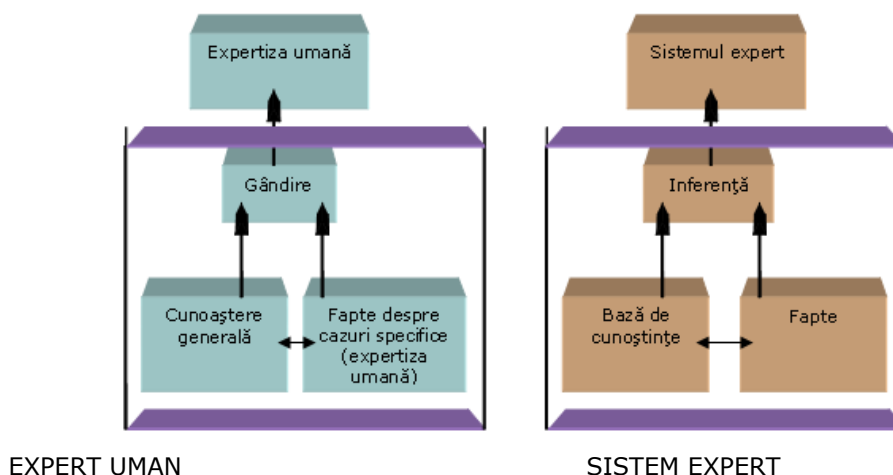 Expertiza umană
Sistemul expert
Gândire
Inferenţă
Cunoaştere
generală
Fapte despre
cazuri specifice
(expertiza
umană)
Bază de
cunoştinţe
Fapte
EXPERT UMAN
SISTEM EXPERT